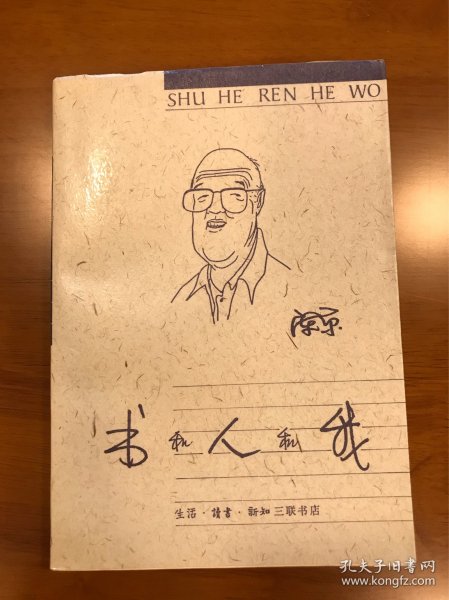 SHU HE REN HE WO
陈原
书和人和我
生活·讀書·新知三联书店
孔夫子旧书网
www.kongfz.com